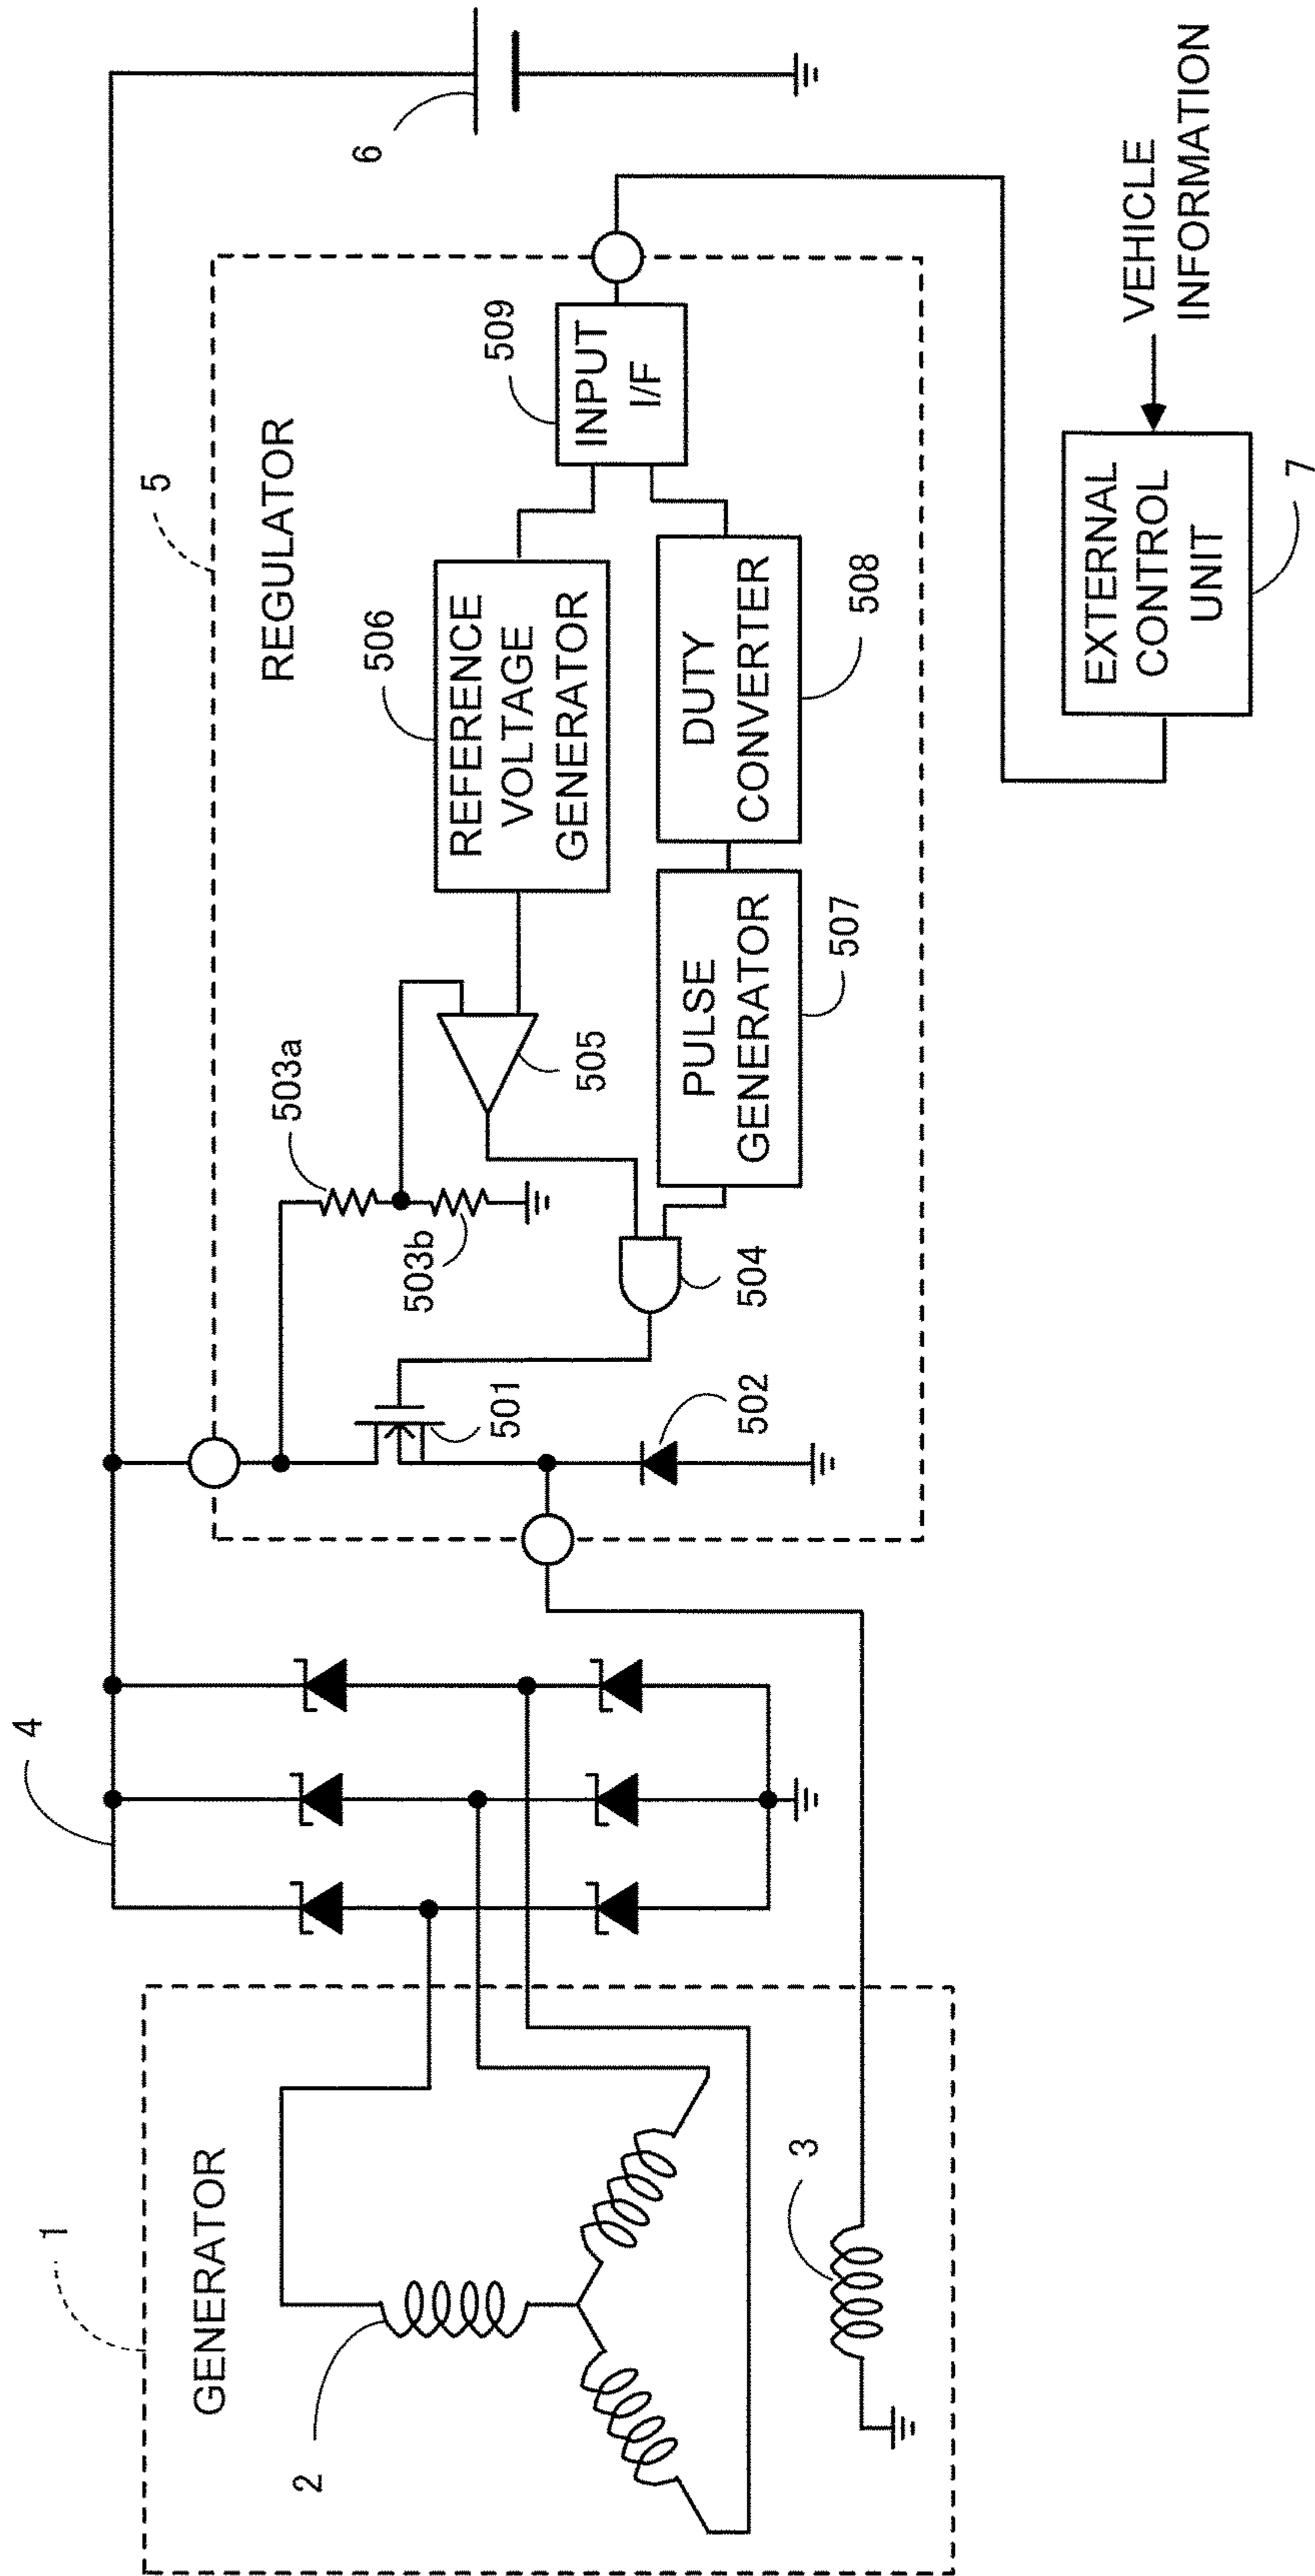 1
GENERATOR
2
3
4
5
REGULATOR
501
502
503a
503b
504
505
506
REFERENCE
VOLTAGE
GENERATOR
PULSE
GENERATOR
507
DUTY
CONVERTER
508
509
INPUT
I/F
6
EXTERNAL
CONTROL
UNIT
7
VEHICLE
INFORMATION